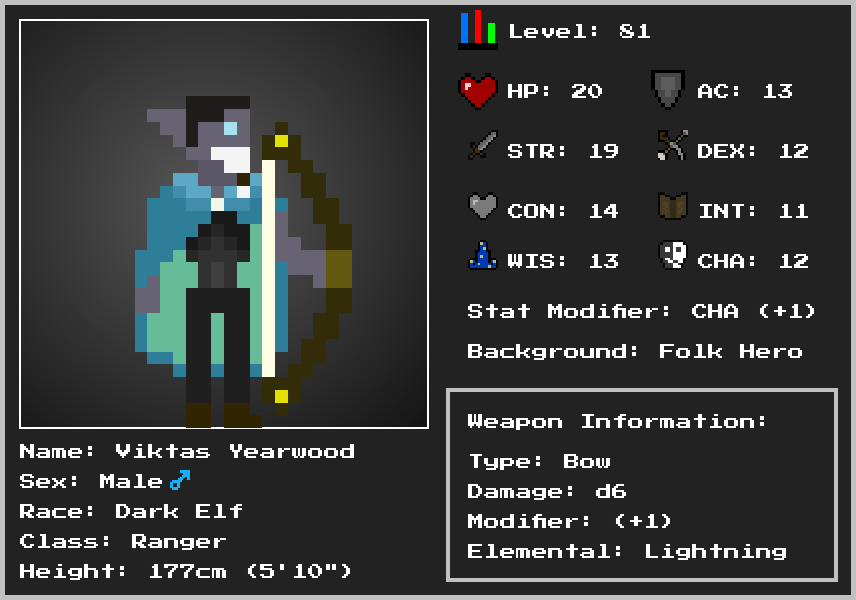 Level: 81
HP: 20 AC: 13
STR: 19 DEX: 12
CON: 14 INT: 11
WIS: 13 CHA: 12
Stat Modifier: CHA (+1)
Background: Folk Hero
Weapon Information:
Type: Bow
Damage: d6
Modifier: (+1)
Elemental: Lightning
Name: Viktas Yearwood
Sex: Male ♂
Race: Dark Elf
Class: Ranger
Height: 177cm (5'10")